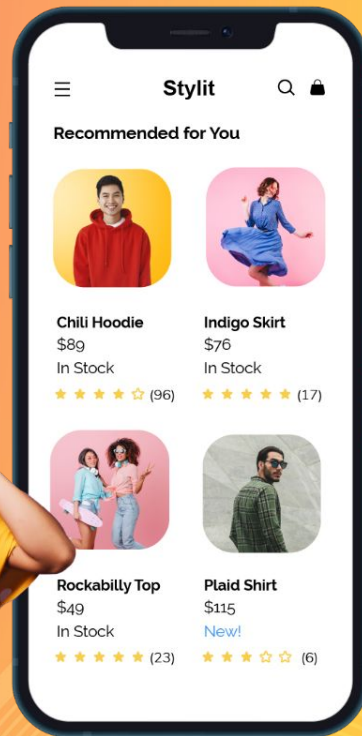 Stylit
Recommended for You
Chili Hoodie
$89
In Stock
(96)
Indigo Skirt
$76
In Stock
(17)
Rockabilly Top
$49
In Stock
(23)
Plaid Shirt
$115
New!
(6)